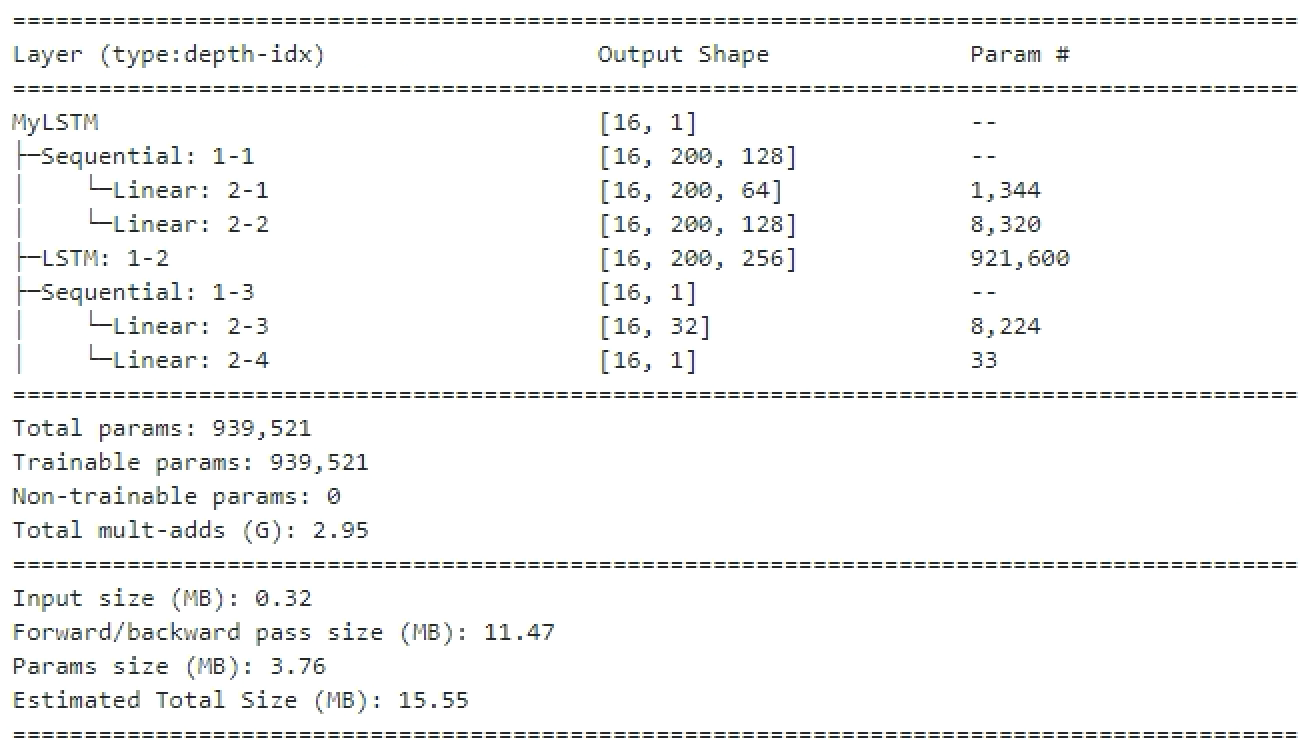 ==========================================================================================
Layer (type:depth-idx)                   Output Shape              Param #
==========================================================================================
MyLSTM                                   [16, 1]                   --
├─Sequential: 1-1                        [16, 200, 128]            --
│    └─Linear: 2-1                       [16, 200, 64]             1,344
│    └─Linear: 2-2                       [16, 200, 128]            8,320
├─LSTM: 1-2                              [16, 200, 256]            921,600
├─Sequential: 1-3                        [16, 1]                   --
│    └─Linear: 2-3                       [16, 32]                  8,224
│    └─Linear: 2-4                       [16, 1]                   33
==========================================================================================
Total params: 939,521
Trainable params: 939,521
Non-trainable params: 0
Total mult-adds (G): 2.95
==========================================================================================
Input size (MB): 0.32
Forward/backward pass size (MB): 11.47
Params size (MB): 3.76
Estimated Total Size (MB): 15.55
==========================================================================================